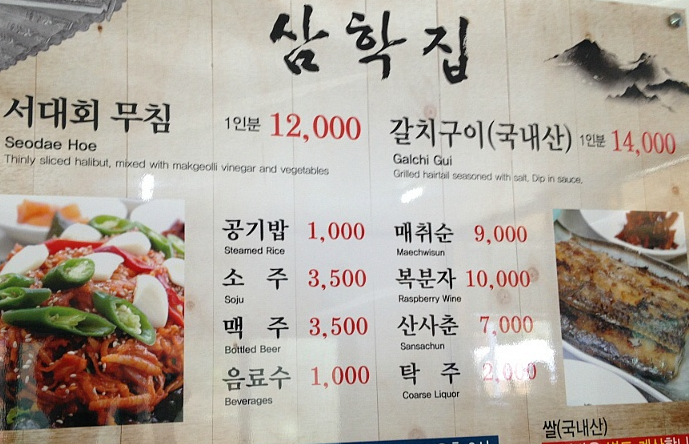 삼학집
서대회 무침 1인분 12,000
Seodae Hoe
Thinly sliced halibut, mixed with makgeolli vinegar and vegetables
갈치구이(국내산) 1인분 14,000
Galchi Gui
Grilled hairtail seasoned with salt. Dip in sauce.
공기밥 1,000
Steamed Rice
소 주 3,500
Soju
맥 주 3,500
Bottled Beer
음료수 1,000
Beverages
매취순 9,000
Maechwisun
복분자 10,000
Raspberry Wine
산사춘 7,000
Sansachun
탁 주 2,000
Coarse Liquor
쌀(국내산)